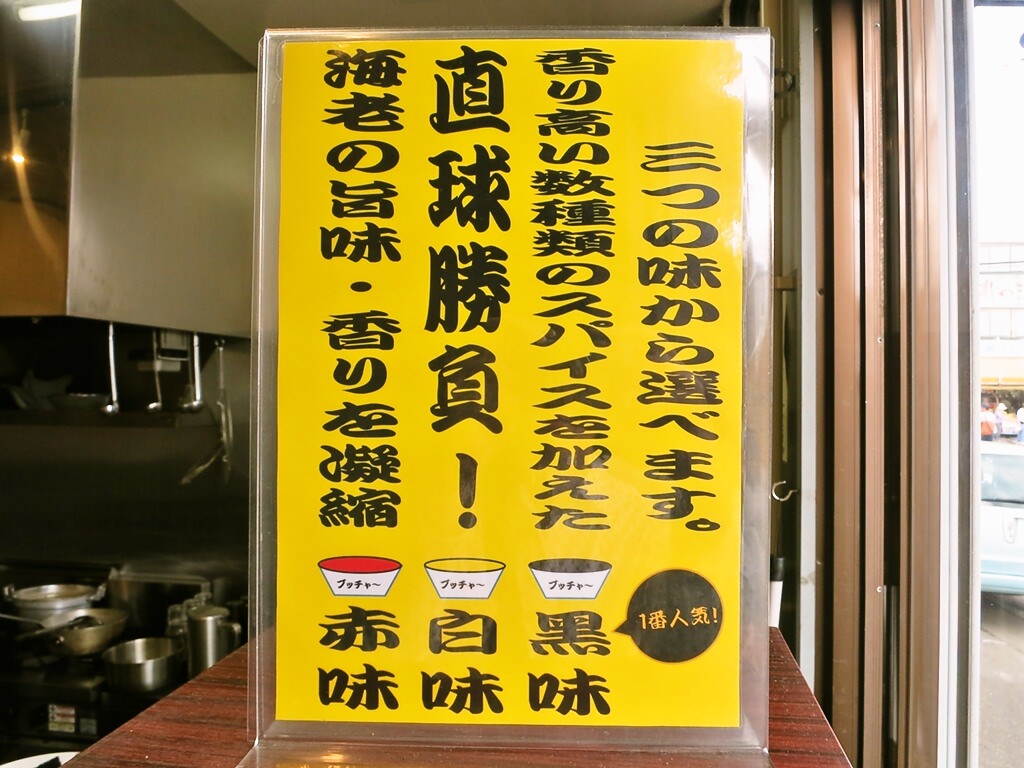 三つの味から選べます。
香り高い数種類のスパイスを加えた
直球勝負！
海老の旨味・香りを凝縮
ブッチャ～
黒味
1番人気！
ブッチャ～
白味
ブッチャ～
赤味